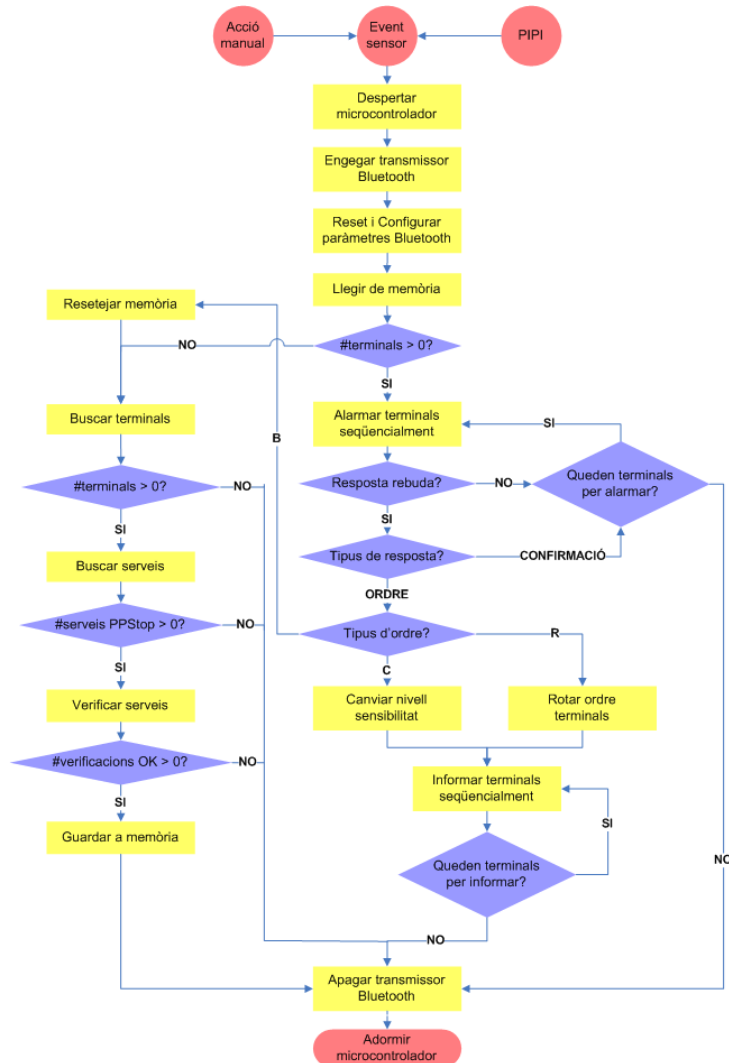 Acció
manual
Event
sensor
PIPI
Despertar
microcontrolador
Engegar transmissor
Bluetooth
Reset i Configurar
paràmetres Bluetooth
Llegir de memòria
Resetejar memòria
NO
#terminals > 0?
SI
Buscar terminals
Alarmar terminals
seqüencialment
SI
B
#terminals > 0?
NO
Resposta rebuda?
NO
Queden terminals
per alarmar?
SI
SI
Buscar serveis
Tipus de resposta?
CONFIRMACIÓ
ORDRE
#serveis PPStop > 0?
NO
Tipus d'ordre?
R
SI
C
Verificar serveis
Canviar nivell
sensibilitat
Rotar ordre
terminals
#verificacions OK > 0?
NO
Informar terminals
seqüencialment
SI
SI
Guardar a memòria
Queden terminals
per informar?
NO
NO
Apagar transmissor
Bluetooth
Adormir
microcontrolador